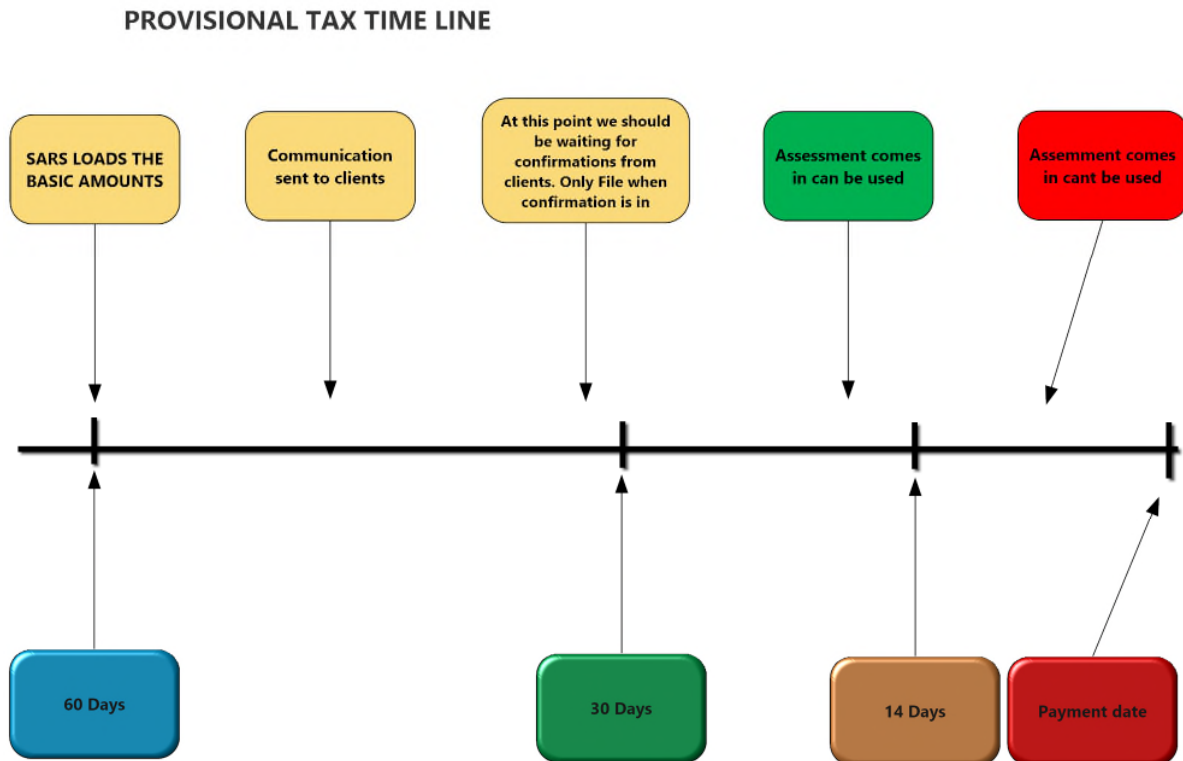 PROVISIONAL TAX TIME LINE
SARS LOADS THE
BASIC AMOUNTS
Communication
sent to clients
At this point we should
be waiting for
confirmations from
clients. Only File when
confirmation is in
Assessment comes
in can be used
Assemment comes
in cant be used
60 Days
30 Days
14 Days
Payment date